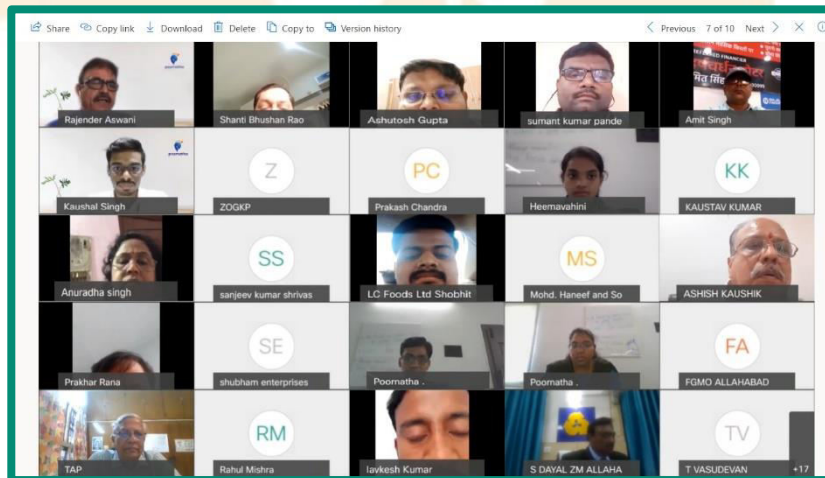 Share Copy link Download Delete Copy to Version history Previous 7 of 10 Next
Rajender Aswani
Shanti Bhushan Rao
Ashutosh Gupta
sumant kumar pande
Amit Singh
Kaushal Singh
Z
ZOGKP
PC
Prakash Chandra
Heemavahini
KK
KAUSTAV KUMAR
Anuradha singh
SS
sanjeev kumar shrivas
LC Foods Ltd Shobhit
MS
Mohd. Haneef and So
ASHISH KAUSHIK
Prakhar Rana
SE
shubham enterprises
Poornatha .
Poornatha .
FA
FGMO ALLAHABAD
TAP
RM
Rahul Mishra
lavkesh Kumar
S DAYAL ZM ALLAHA
TV
T VASUDEVAN
+17